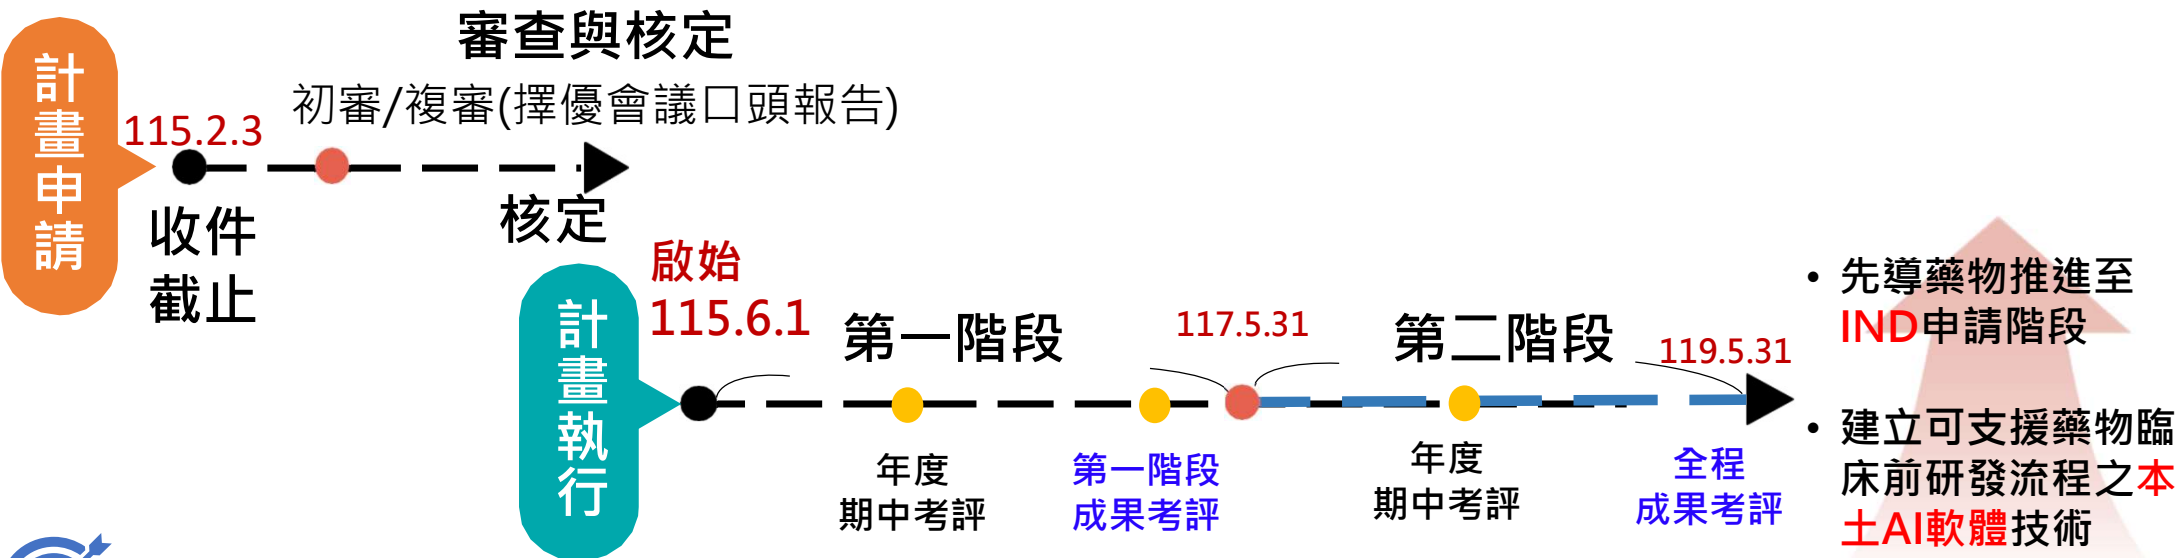 計畫申請
審查與核定
初審/複審(擇優會議口頭報告)
115.2.3
收件
截止
核定
計畫執行
啟始
115.6.1
第一階段
117.5.31
第二階段
119.5.31
年度
期中考評
第一階段
成果考評
年度
期中考評
全程
成果考評
• 先導藥物推進至
IND申請階段
• 建立可支援藥物臨
床前研發流程之本
土AI軟體技術